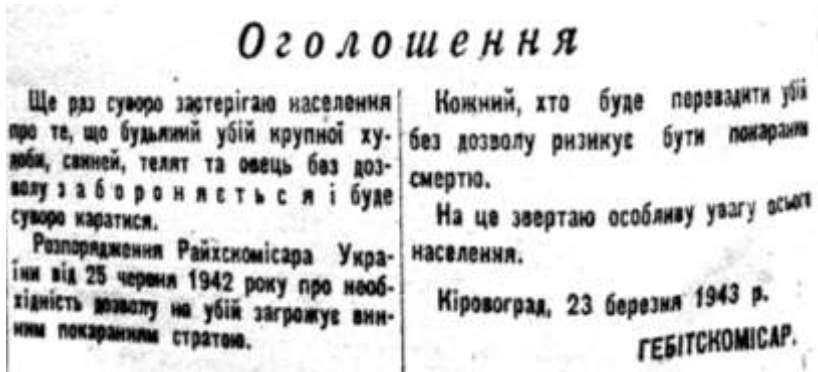 Оголошення
Ще раз суворо застерігаю населення
про те, що будьякий убій крупної ху-
доби, свиней, телят та овець без доз-
волу забороняється і буде
суворо каратися.
Розпорядження Райхскомісара Укра-
їни від 25 червня 1942 року про необ-
хідність дозволу на убій загрожує вин-
ним покаранням стратою.
Кожний, хто буде перевадити убій
без дозволу ризикує бути покараним
смертю.
На це звертаю особливу увагу осього
населення.
Кіровоград, 23 березня 1943 р.
ГЕБІТСКОМІСАР.